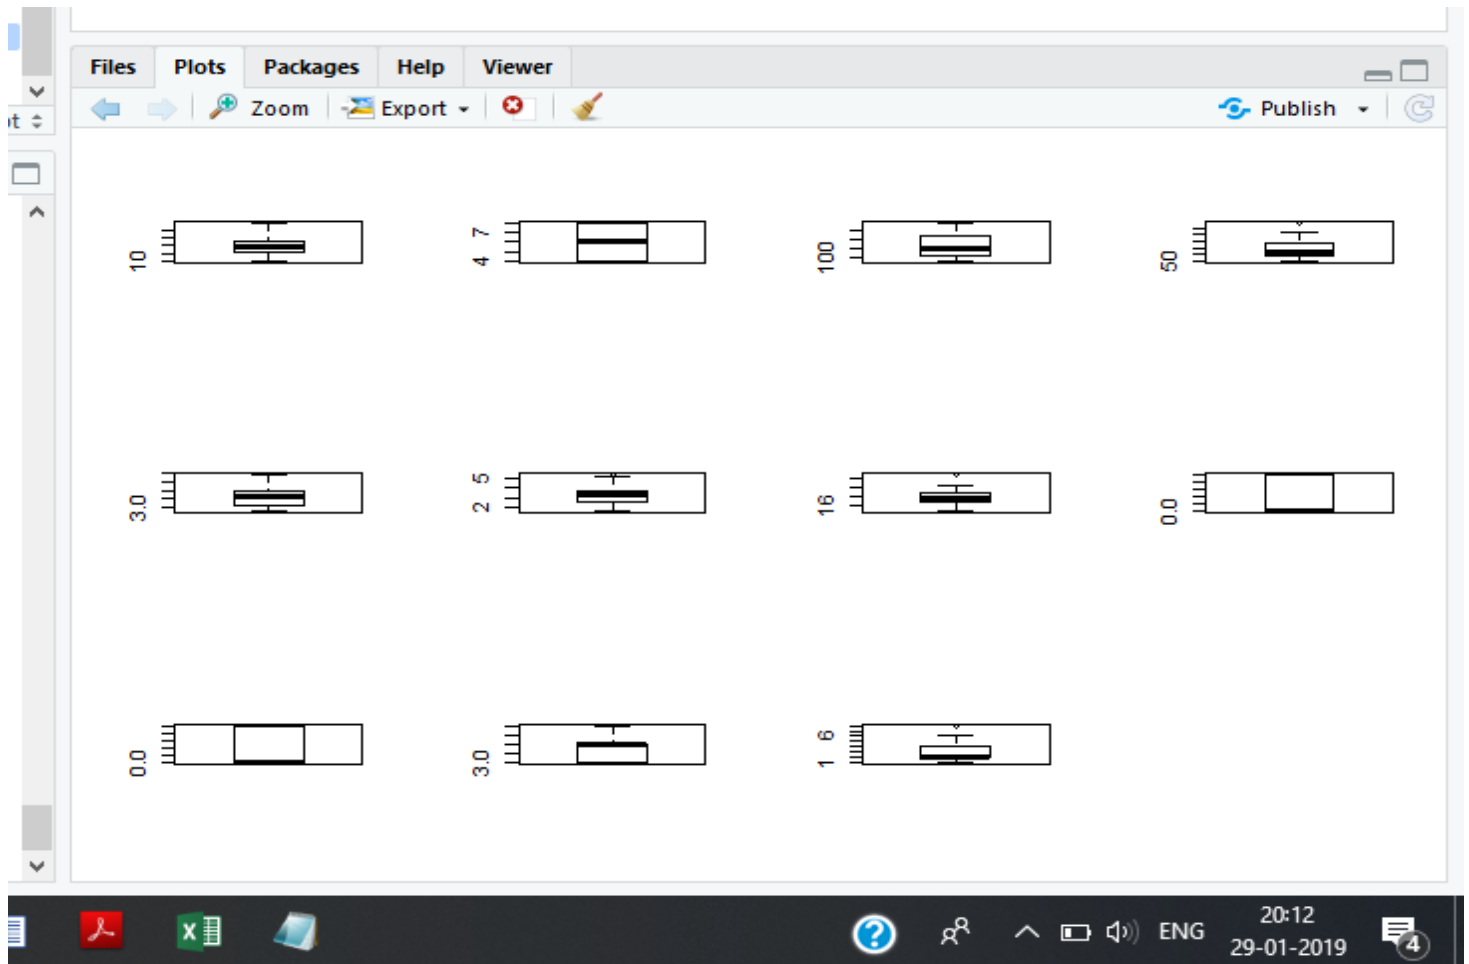 Files Plots Packages Help Viewer
Zoom Export Publish
ot
10 4 7 100 50
3.0 2 5 16 0.0
0.0 3.0 1 6
ENG 20:12
29-01-2019 4